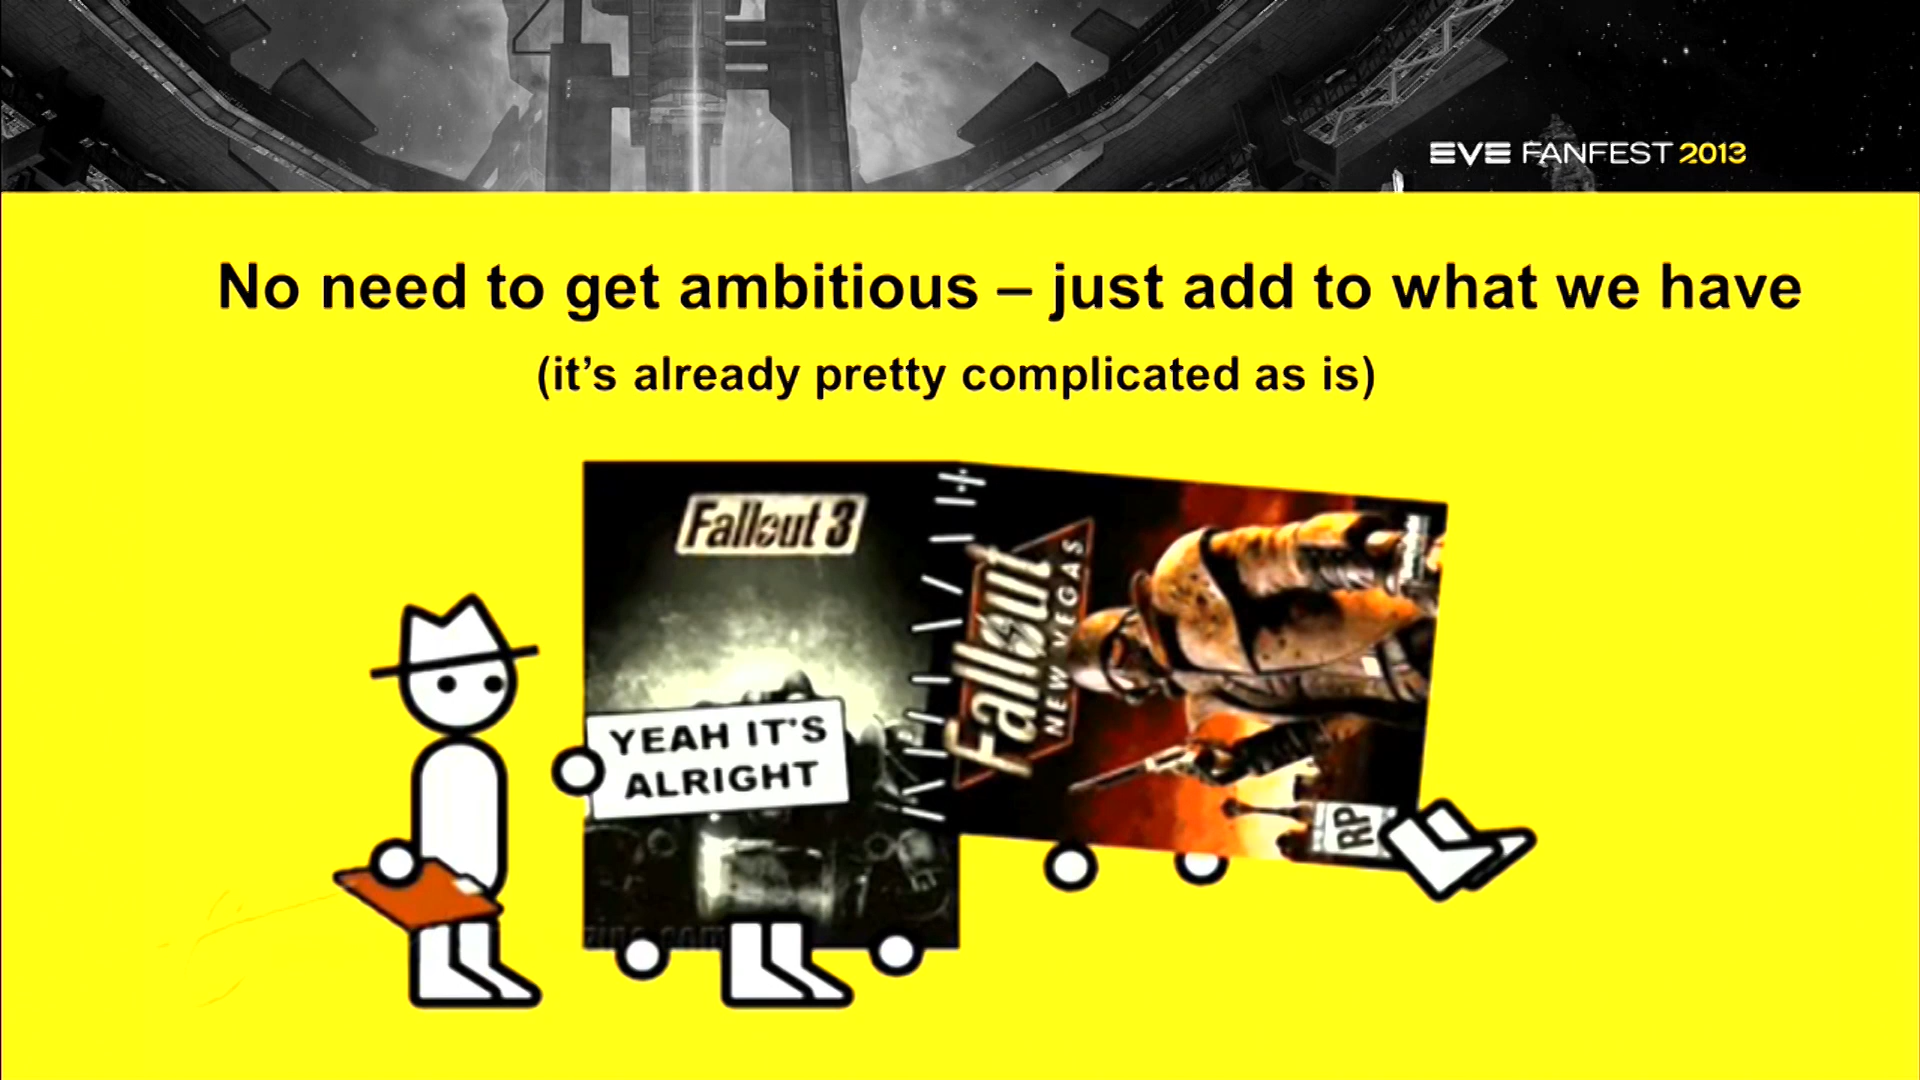 EVE FANFEST 2013
No need to get ambitious – just add to what we have
(it’s already pretty complicated as is)
Fallout 3
Fallout
NEW VEGAS
YEAH IT'S
ALRIGHT
RP